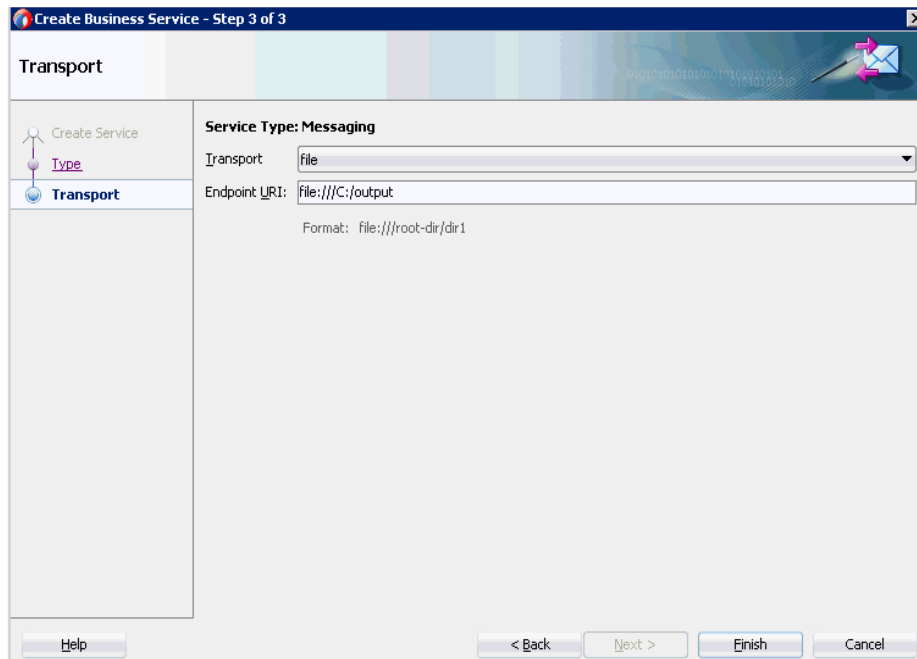 Create Business Service - Step 3 of 3
Transport
Create Service
Type
Transport
Service Type: Messaging
Transport file
Endpoint URI: file:///C:/output
Format: file:///root-dir/dir1
Help < Back Next > Finish Cancel